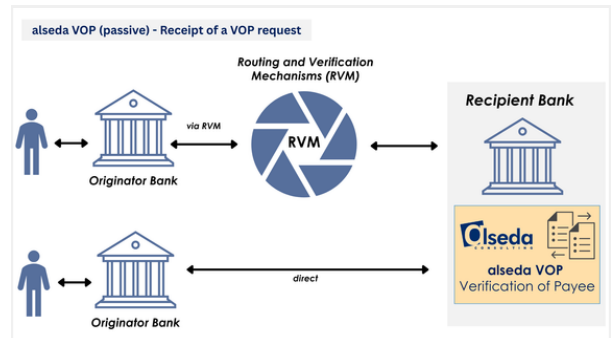 alseda VOP (passive) - Receipt of a VOP request
Routing and Verification
Mechanisms (RVM)
via RVM
RVM
Originator Bank
Recipient Bank
alseda
CONSULTING
alseda VOP
Verification of Payee
direct
Originator Bank